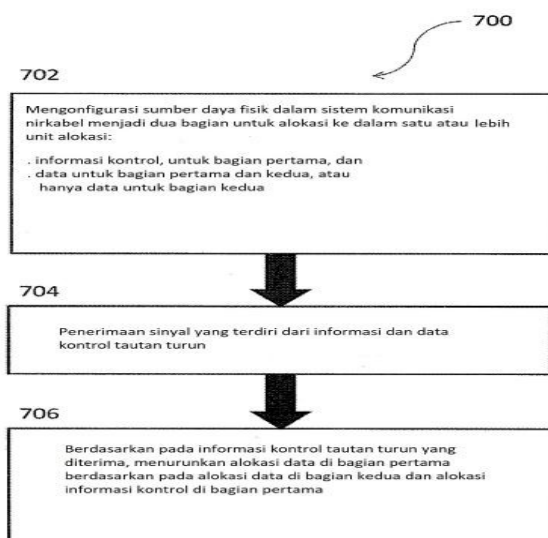 700
702
Mengonfigurasi sumber daya fisik dalam sistem komunikasi
nirkabel menjadi dua bagian untuk alokasi ke dalam satu atau lebih
unit alokasi:
. informasi kontrol, untuk bagian pertama, dan
. data untuk bagian pertama dan kedua, atau
hanya data untuk bagian kedua
704
Penerimaan sinyal yang terdiri dari informasi dan data
kontrol tautan turun
706
Berdasarkan pada informasi kontrol tautan turun yang
diterima, menurunkan alokasi data di bagian pertama
berdasarkan pada alokasi data di bagian kedua dan alokasi
informasi kontrol di bagian pertama